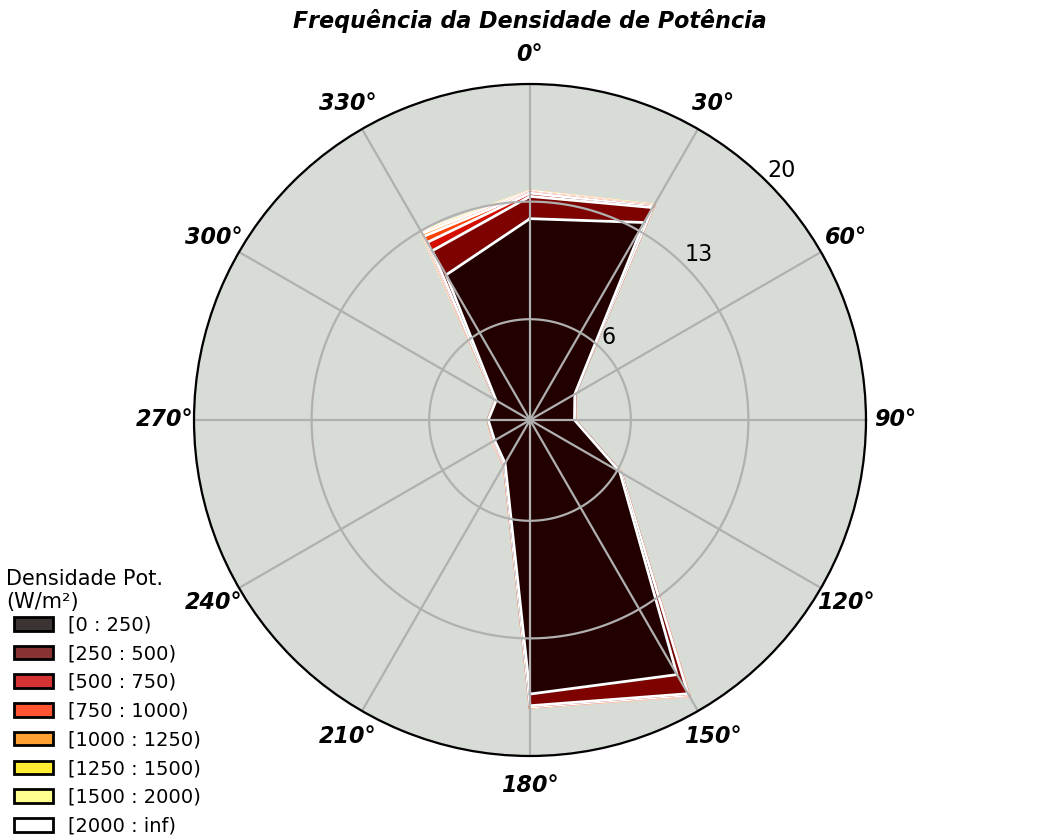 Frequência da Densidade de Potência
0°
330°
30°
20
300°
60°
13
6
270°
90°
240°
120°
210°
150°
180°
Densidade Pot.
(W/m²)
[0 : 250)
[250 : 500)
[500 : 750)
[750 : 1000)
[1000 : 1250)
[1250 : 1500)
[1500 : 2000)
[2000 : inf)